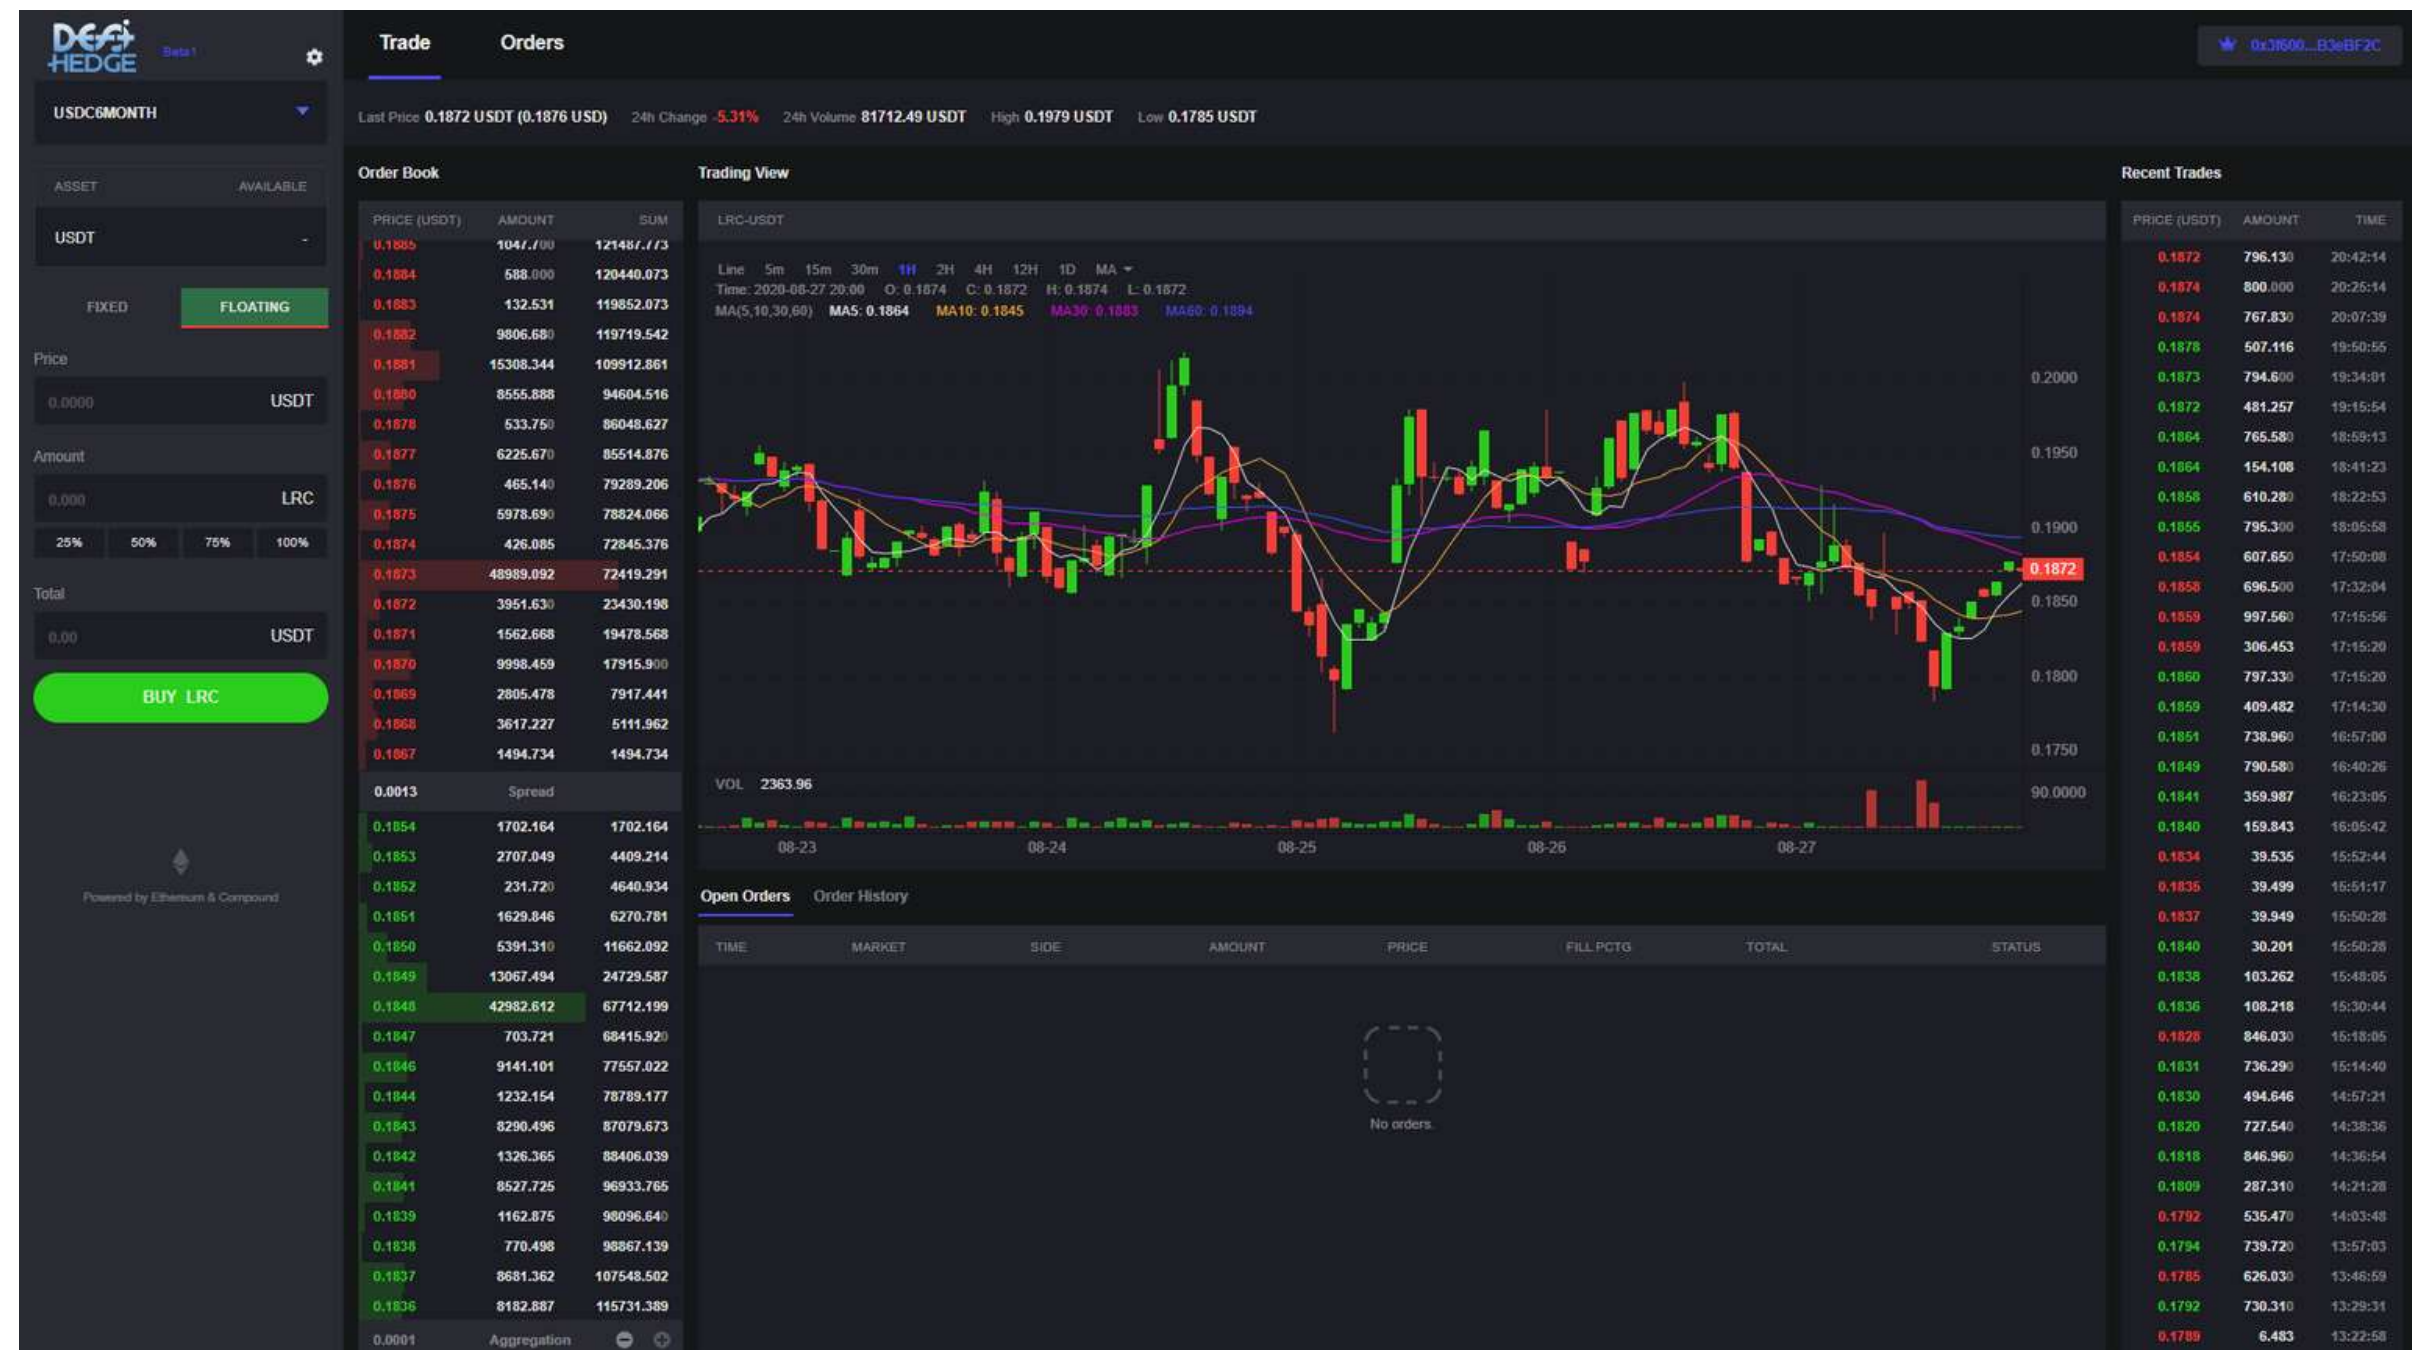 DEFI
HEDGE
Beta1
Trade Orders
0x3f600...B3eBF2C
USDC6MONTH
Last Price 0.1872 USDT (0.1876 USD) 24h Change -5.31% 24h Volume 81712.49 USDT High 0.1979 USDT Low 0.1785 USDT
ASSET AVAILABLE
USDT -
FIXED FLOATING
Price
0.0000 USDT
Amount
0.000 LRC
25% 50% 75% 100%
Total
0.00 USDT
BUY LRC
Powered by Ethereum & Compound
Order Book
PRICE (USDT) AMOUNT SUM
0.1885 1047.700 121487.773
0.1884 588.000 120440.073
0.1883 132.531 119852.073
0.1882 9806.680 119719.542
0.1881 15308.344 109912.861
0.1880 8555.888 94604.516
0.1878 533.750 86048.627
0.1877 6225.670 85514.876
0.1876 465.140 79289.206
0.1875 5978.690 78824.066
0.1874 426.085 72845.376
0.1873 48989.092 72419.291
0.1872 3951.630 23430.198
0.1871 1562.668 19478.568
0.1870 9998.459 17915.900
0.1869 2805.478 7917.441
0.1868 3617.227 5111.962
0.1867 1494.734 1494.734
0.0013 Spread
0.1854 1702.164 1702.164
0.1853 2707.049 4409.214
0.1852 231.720 4640.934
0.1851 1629.846 6270.781
0.1850 5391.310 11662.092
0.1849 13067.494 24729.587
0.1848 42982.612 67712.199
0.1847 703.721 68415.920
0.1846 9141.101 77557.022
0.1844 1232.154 78789.177
0.1843 8290.496 87079.673
0.1842 1326.365 88406.039
0.1841 8527.725 96933.765
0.1839 1162.875 98096.640
0.1838 770.498 98867.139
0.1837 8681.362 107548.502
0.1836 8182.887 115731.389
0.0001 Aggregation
Trading View
LRC-USDT
Line 5m 15m 30m 1H 2H 4H 12H 1D MA
Time: 2020-08-27 20:00 O: 0.1874 C: 0.1872 H: 0.1874 L: 0.1872
MA(5,10,30,60) MA5: 0.1864 MA10: 0.1845 MA30: 0.1883 MA60: 0.1894
0.2000
0.1950
0.1900
0.1872
0.1850
0.1800
0.1750
VOL 2363.96
90.0000
08-23 08-24 08-25 08-26 08-27
Open Orders Order History
TIME MARKET SIDE AMOUNT PRICE FILL PCTG TOTAL STATUS
No orders.
Recent Trades
PRICE (USDT) AMOUNT TIME
0.1872 796.130 20:42:14
0.1874 800.000 20:25:14
0.1874 767.830 20:07:39
0.1878 507.116 19:50:55
0.1873 794.600 19:34:01
0.1872 481.257 19:15:54
0.1864 765.580 18:59:13
0.1864 154.108 18:41:23
0.1858 610.280 18:22:53
0.1855 795.300 18:05:58
0.1854 607.650 17:50:08
0.1858 696.500 17:32:04
0.1859 997.560 17:15:56
0.1859 306.453 17:15:20
0.1860 797.330 17:15:20
0.1859 409.482 17:14:30
0.1851 738.960 16:57:00
0.1849 790.580 16:40:26
0.1841 359.987 16:23:05
0.1840 159.843 16:05:42
0.1834 39.535 15:52:44
0.1835 39.499 15:51:17
0.1837 39.949 15:50:28
0.1840 30.201 15:50:28
0.1838 103.262 15:48:05
0.1836 108.218 15:30:44
0.1828 846.030 15:18:05
0.1831 736.290 15:14:40
0.1830 494.646 14:57:21
0.1820 727.540 14:38:36
0.1818 846.960 14:36:54
0.1809 287.310 14:21:28
0.1792 535.470 14:03:48
0.1794 739.720 13:57:03
0.1785 626.030 13:46:59
0.1792 730.310 13:29:31
0.1789 6.483 13:22:58